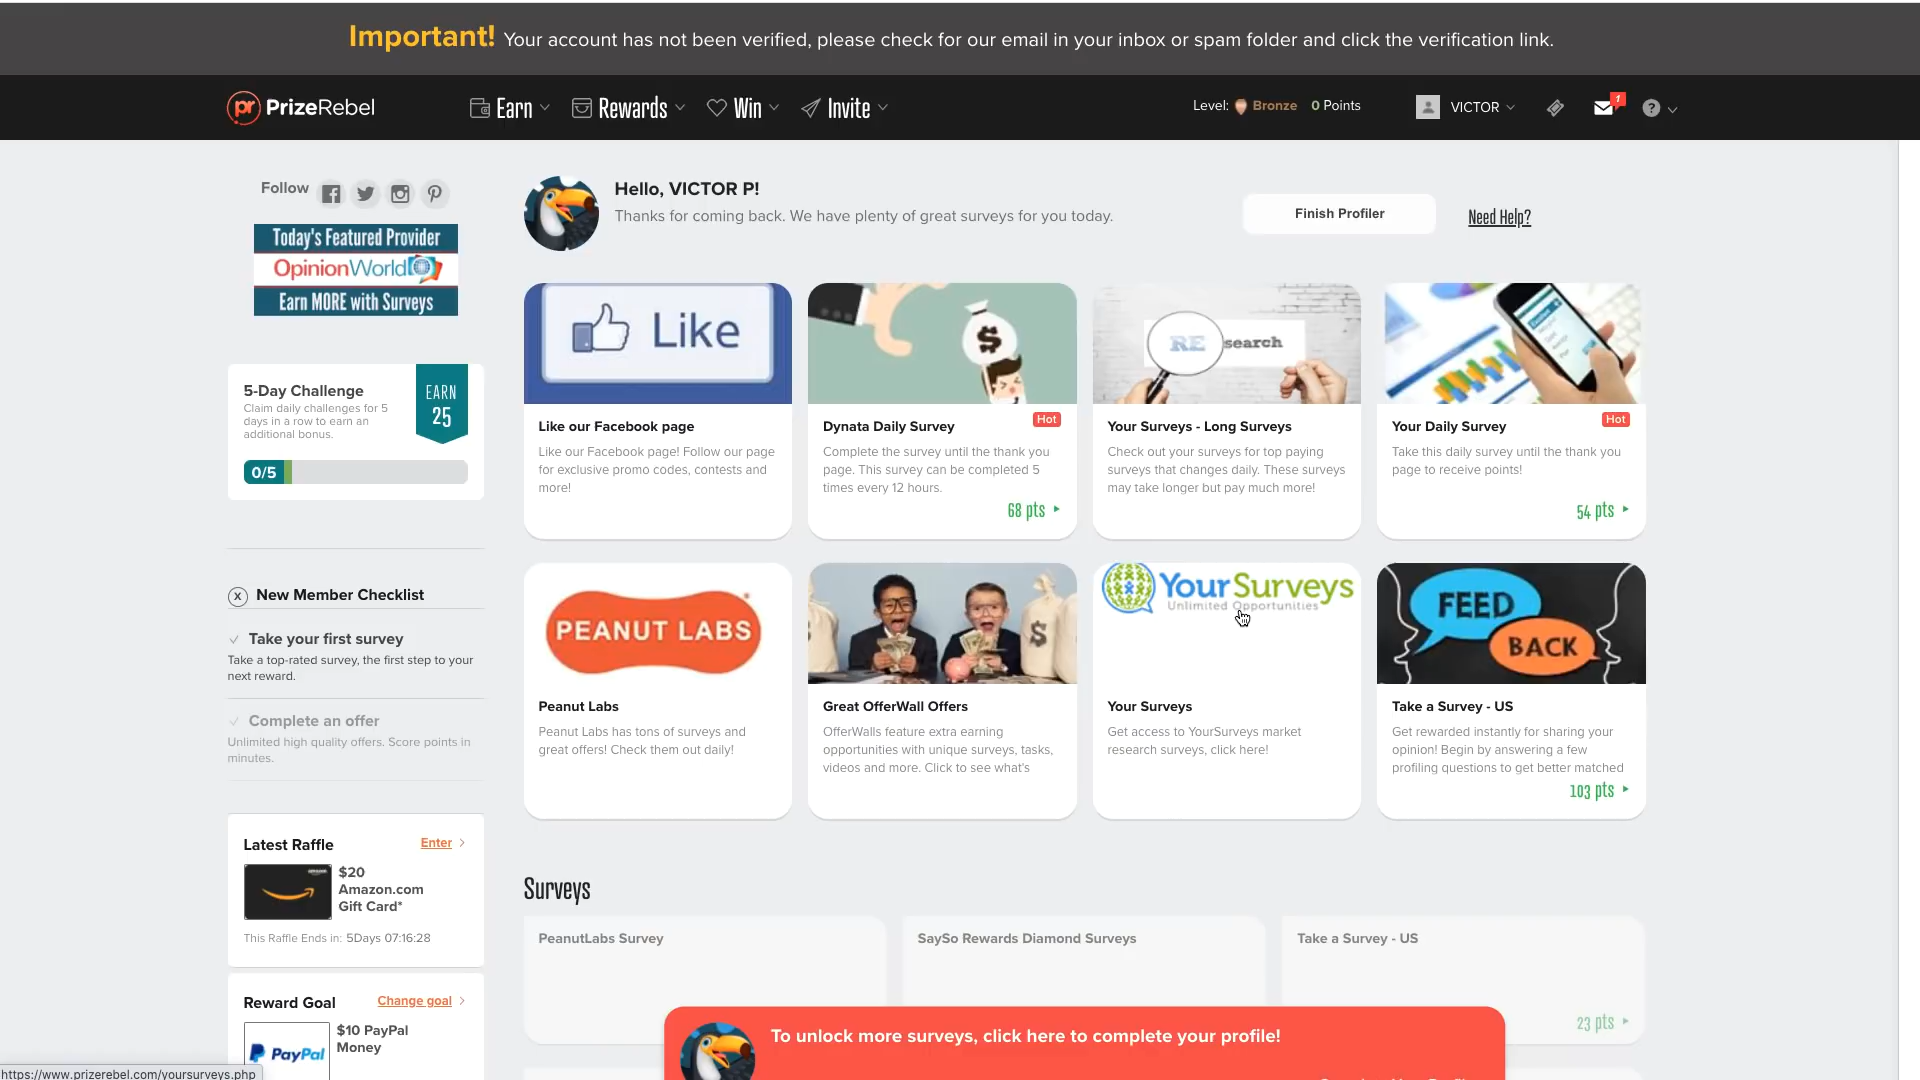 Important! Your account has not been verified, please check for our email in your inbox or spam folder and click the verification link.
pr PrizeRebel
Earn
Rewards
Win
Invite
Level: Bronze 0 Points
VICTOR
1
?
Follow
Today's Featured Provider
OpinionWorld
Earn MORE with Surveys
Hello, VICTOR P!
Thanks for coming back. We have plenty of great surveys for you today.
Finish Profiler
Need Help?
5-Day Challenge
Claim daily challenges for 5
days in a row to earn an
additional bonus.
EARN
25
0/5
Like
Like our Facebook page
Like our Facebook page! Follow our page
for exclusive promo codes, contests and
more!
$
Hot
Dynata Daily Survey
Complete the survey until the thank you
page. This survey can be completed 5
times every 12 hours.
68 pts
REsearch
Your Surveys - Long Surveys
Check out your surveys for top paying
surveys that changes daily. These surveys
may take longer but pay much more!
Hot
Your Daily Survey
Take this daily survey until the thank you
page to receive points!
54 pts
X New Member Checklist
Take your first survey
Take a top-rated survey, the first step to your
next reward.
Complete an offer
Unlimited high quality offers. Score points in
minutes.
PEANUT LABS
Peanut Labs
Peanut Labs has tons of surveys and
great offers! Check them out daily!
$
Great OfferWall Offers
OfferWalls feature extra earning
opportunities with unique surveys, tasks,
videos and more. Click to see what's
YourSurveys
Unlimited Opportunities
Your Surveys
Get access to YourSurveys market
research surveys, click here!
FEED
BACK
Take a Survey - US
Get rewarded instantly for sharing your
opinion! Begin by answering a few
profiling questions to get better matched
103 pts
Latest Raffle
Enter
amazon
$20
Amazon.com
Gift Card*
This Raffle Ends in: 5Days 07:16:28
Reward Goal
Change goal
PayPal
$10 PayPal
Money
Surveys
PeanutLabs Survey
SaySo Rewards Diamond Surveys
Take a Survey - US
23 pts
To unlock more surveys, click here to complete your profile!
https://www.prizerebel.com/yoursurveys.php